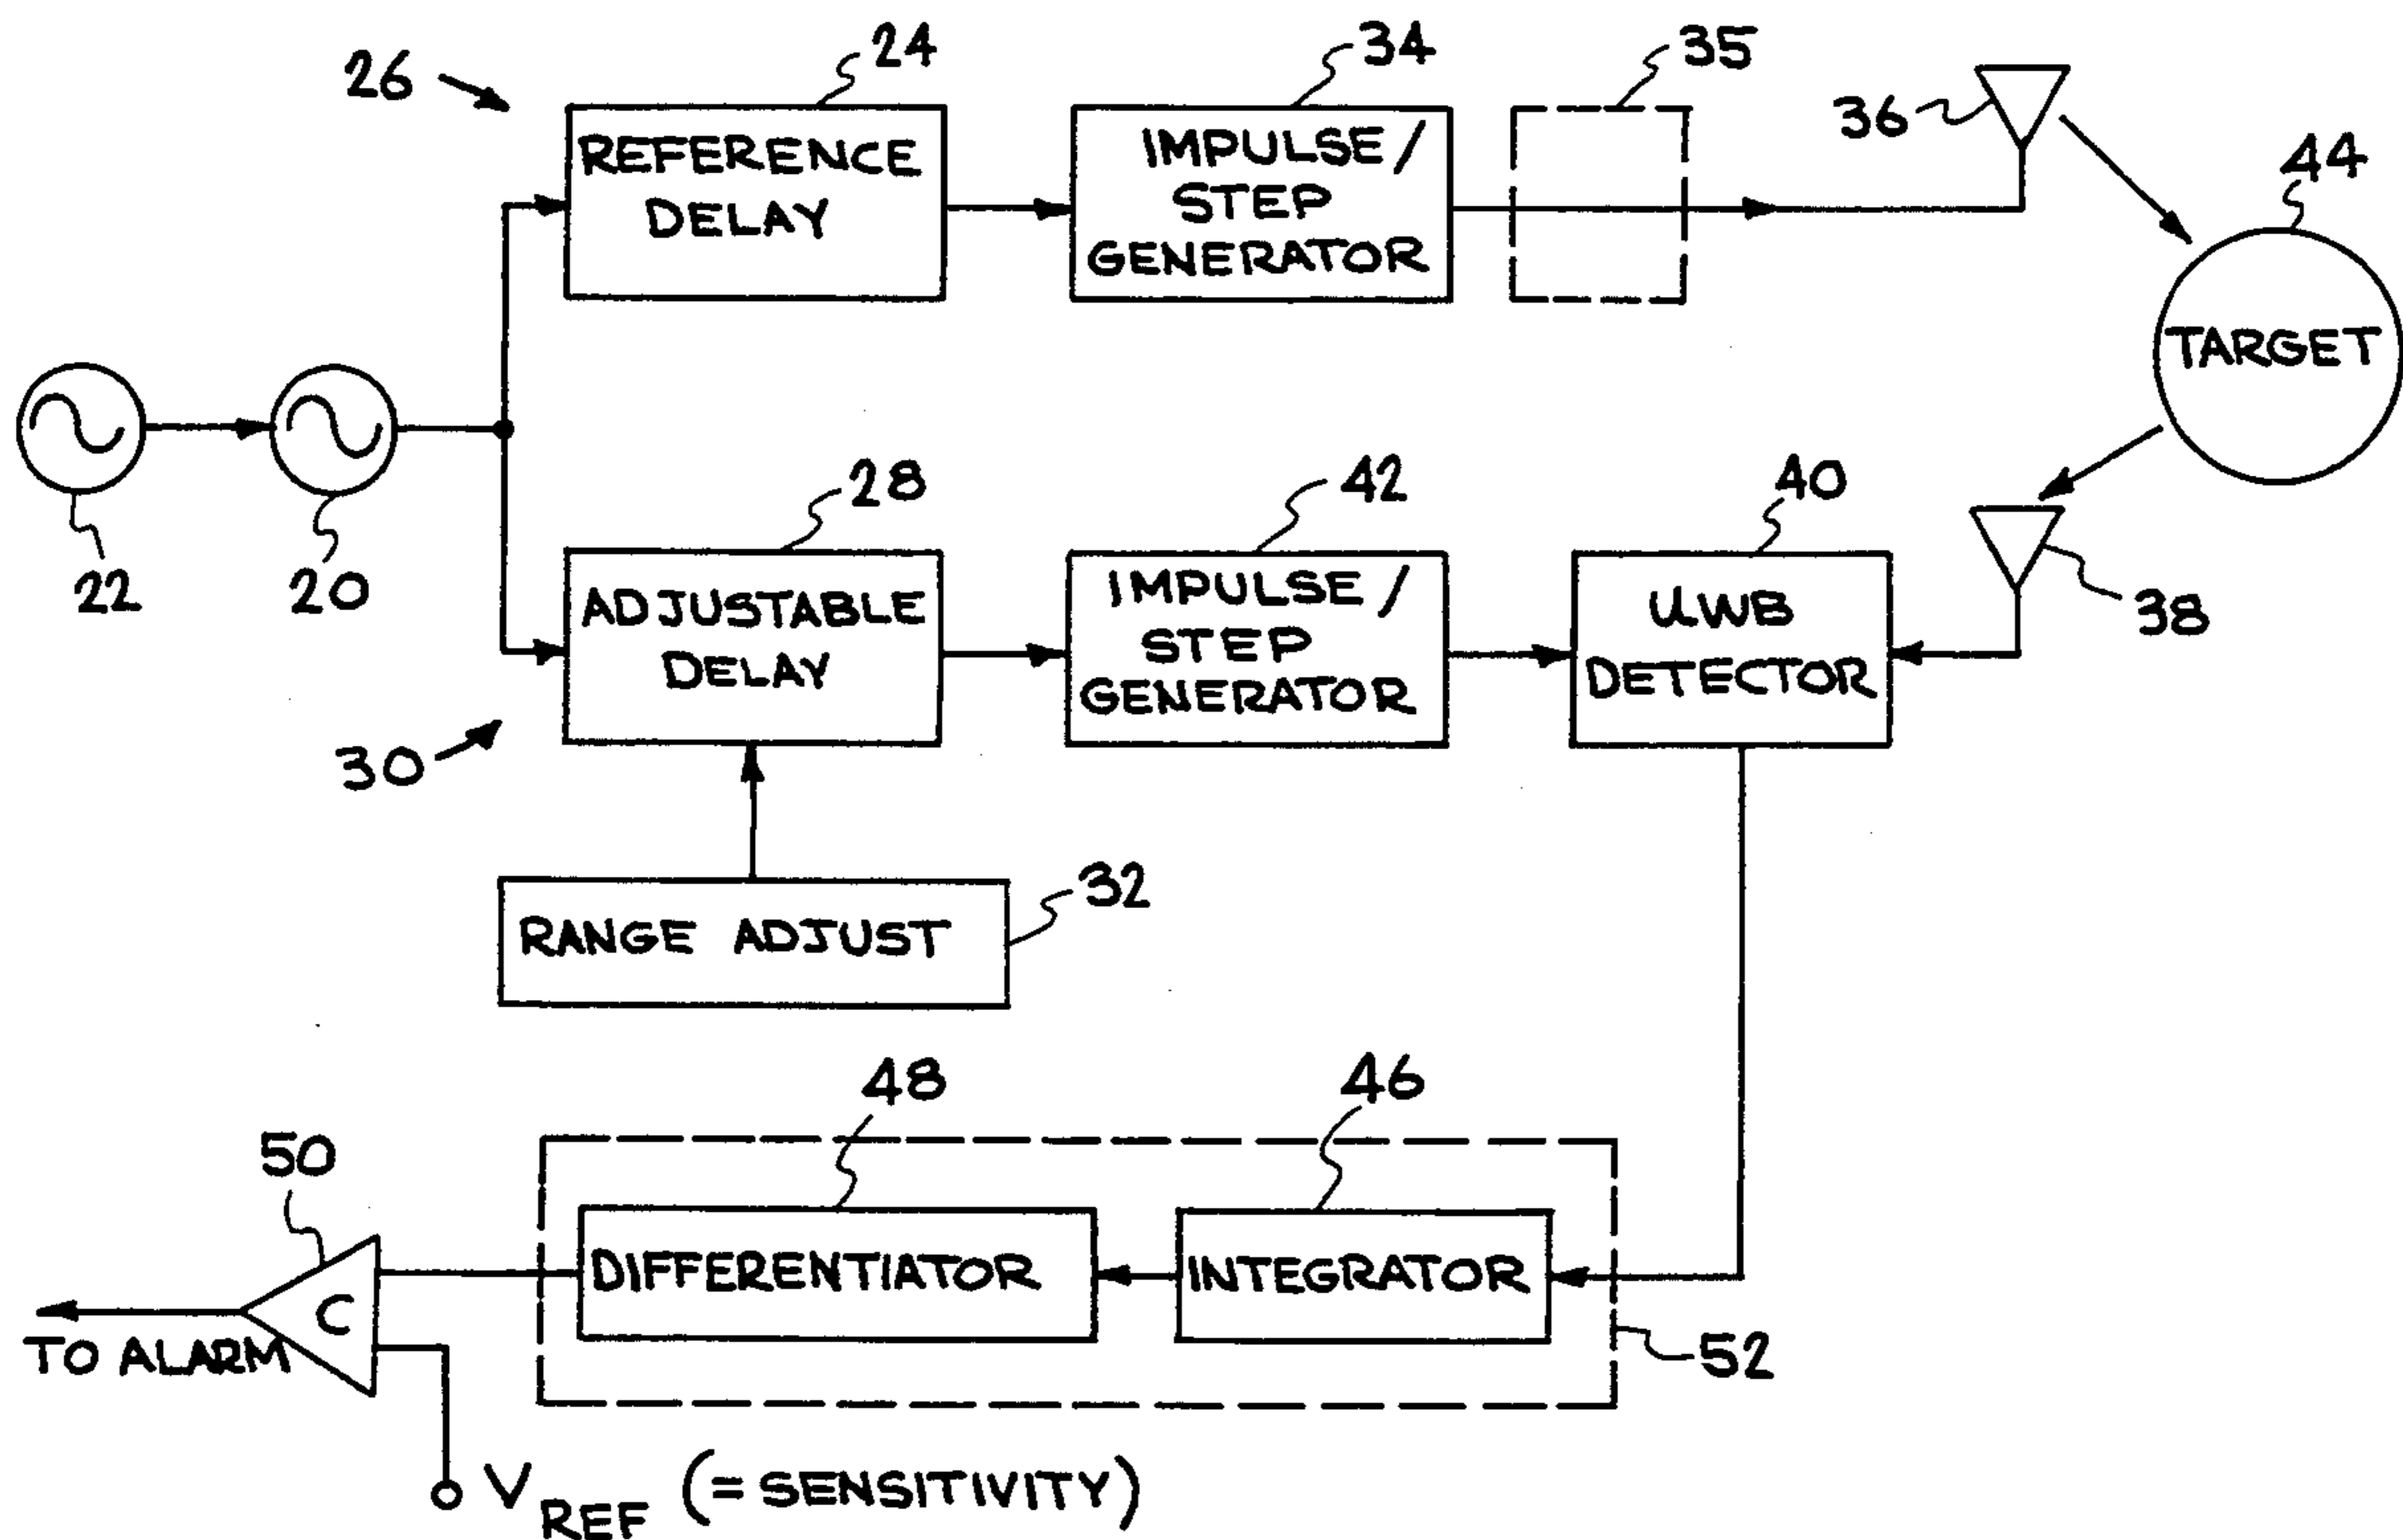 26
24
34
35
36
44
REFERENCE
DELAY
IMPULSE/
STEP
GENERATOR
TARGET
22
20
28
42
40
38
ADJUSTABLE
DELAY
IMPULSE/
STEP
GENERATOR
UWB
DETECTOR
30
32
RANGE ADJUST
48
46
50
DIFFERENTIATOR
INTEGRATOR
C
TO ALARM
52
VREF (= SENSITIVITY)